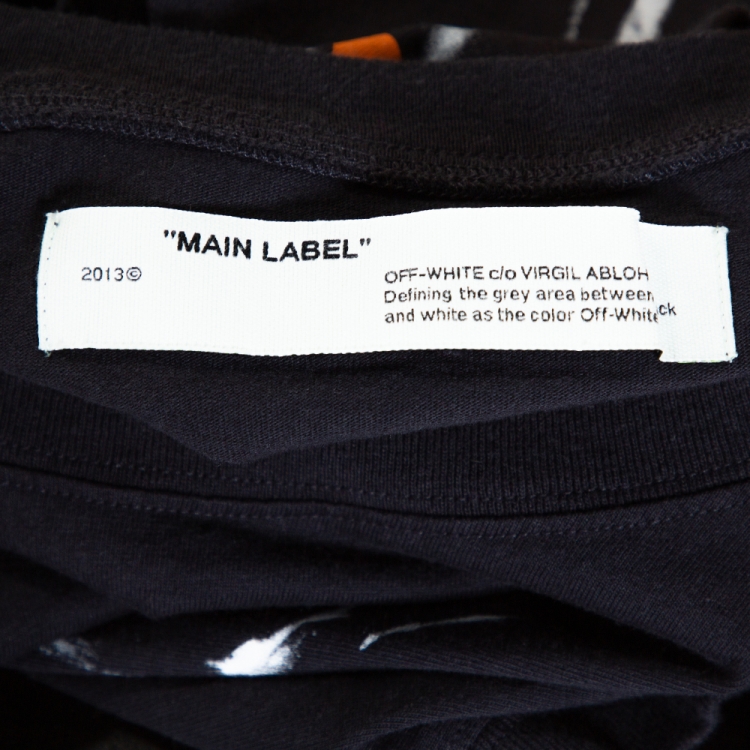 "MAIN LABEL"
2013©
OFF-WHITE c/o VIRGIL ABLOH
Defining the grey area between
and white as the color Off-White
ck